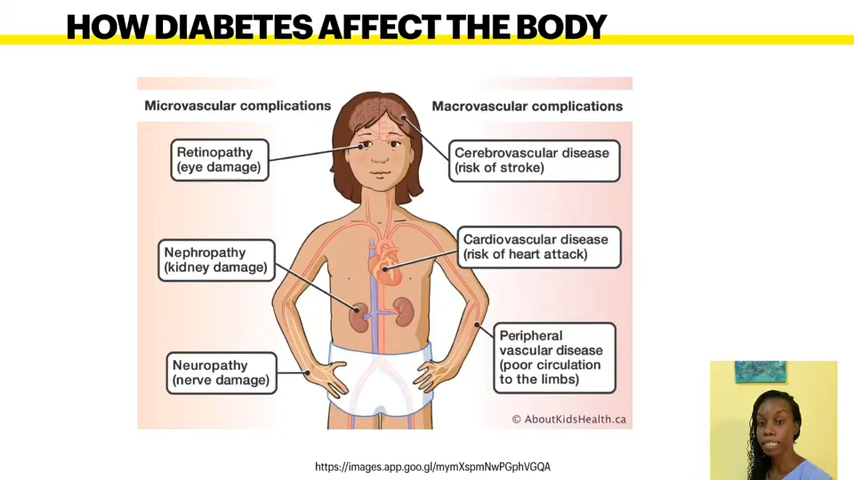 HOW DIABETES AFFECT THE BODY
Microvascular complications
Macrovascular complications
Retinopathy
(eye damage)
Cerebrovascular disease
(risk of stroke)
Nephropathy
(kidney damage)
Cardiovascular disease
(risk of heart attack)
Neuropathy
(nerve damage)
Peripheral
vascular disease
(poor circulation
to the limbs)
© AboutKidsHealth.ca
https://images.app.goo.gl/mymXspmNwPGphVGQA